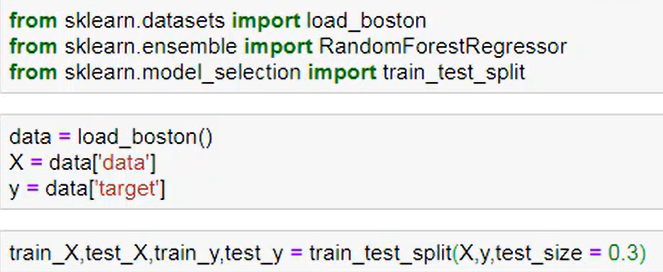 from sklearn.datasets import load_boston
from sklearn.ensemble import RandomForestRegressor
from sklearn.model_selection import train_test_split
data = load_boston()
X = data['data']
y = data['target']
train_X,test_X,train_y,test_y = train_test_split(X,y,test_size = 0.3)